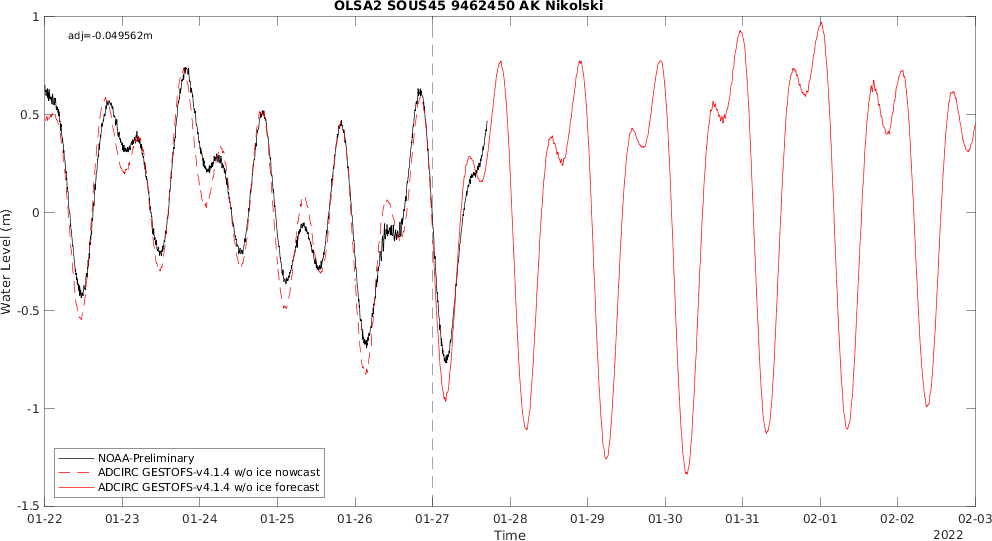 OLSA2 SOUS45 9462450 AK Nikolski
adj=-0.049562m
1
0.5
0
-0.5
-1
-1.5
Water Level (m)
NOAA-Preliminary
ADCIRC GESTOFS-v4.1.4 w/o ice nowcast
ADCIRC GESTOFS-v4.1.4 w/o ice forecast
01-22 01-23 01-24 01-25 01-26 01-27 01-28 01-29 01-30 01-31 02-01 02-02 02-03
Time
2022